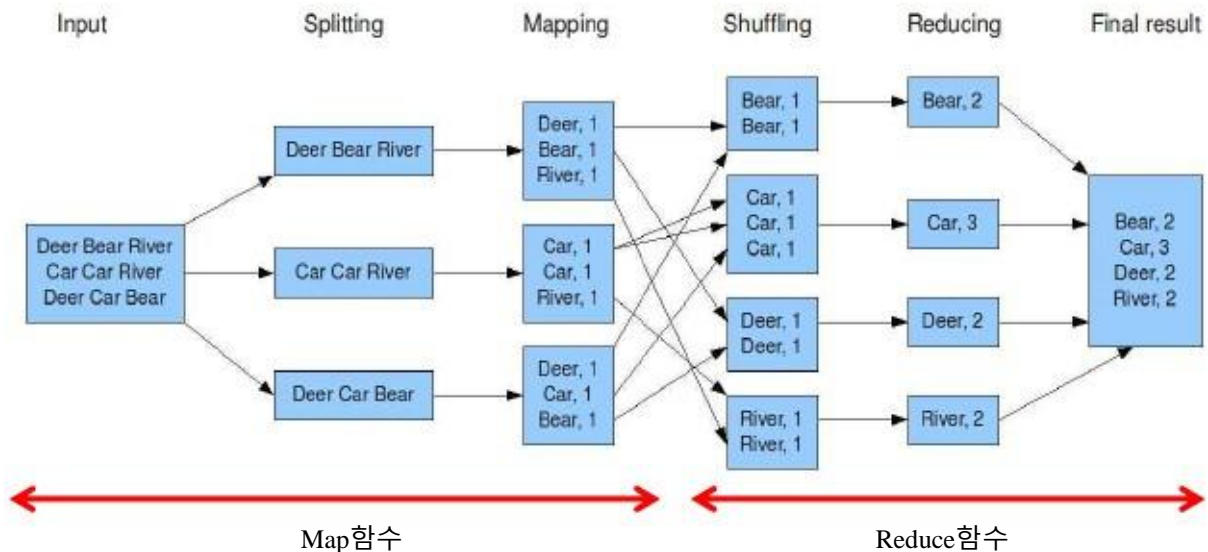 Input
Splitting
Mapping
Shuffling
Reducing
Final result
Deer Bear River
Car Car River
Deer Car Bear
Deer Bear River
Car Car River
Deer Car Bear
Deer, 1
Bear, 1
River, 1
Car, 1
Car, 1
River, 1
Deer, 1
Car, 1
Bear, 1
Bear, 1
Bear, 1
Car, 1
Car, 1
Car, 1
Deer, 1
Deer, 1
River, 1
River, 1
Bear, 2
Car, 3
Deer, 2
River, 2
Bear, 2
Car, 3
Deer, 2
River, 2
Map함수
Reduce함수